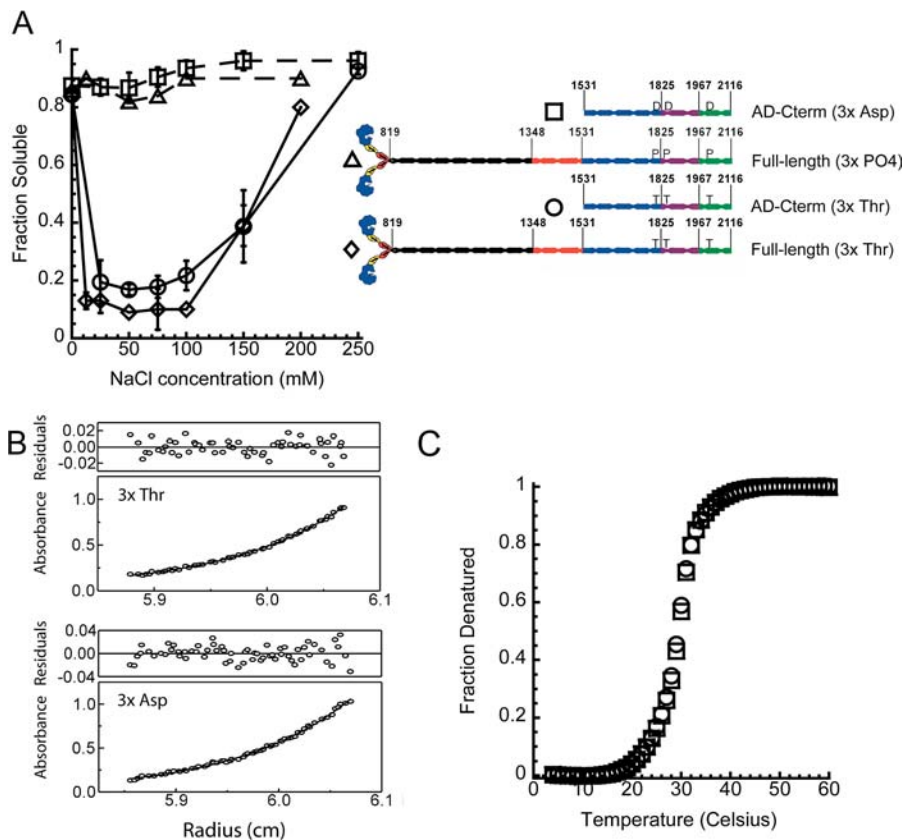 A
Fraction Soluble
1
0.8
0.6
0.4
0.2
0
0 50 100 150 200 250
NaCl concentration (mM)
1531 1825 1967 2116
D D D
AD-Cterm (3x Asp)
819 1348 1531 1825 1967 2116
P P P
Full-length (3x PO4)
1531 1825 1967 2116
T T T
AD-Cterm (3x Thr)
819 1348 1531 1825 1967 2116
T T T
Full-length (3x Thr)
B
Residuals
0.02
0.00
-0.02
Absorbance
3x Thr
1.0
0.5
0.0
5.9 6.0 6.1
Residuals
0.04
0.00
-0.04
Absorbance
3x Asp
1.0
0.5
0.0
5.9 6.0 6.1
Radius (cm)
C
Fraction Denatured
1
0.8
0.6
0.4
0.2
0
0 10 20 30 40 50 60
Temperature (Celsius)